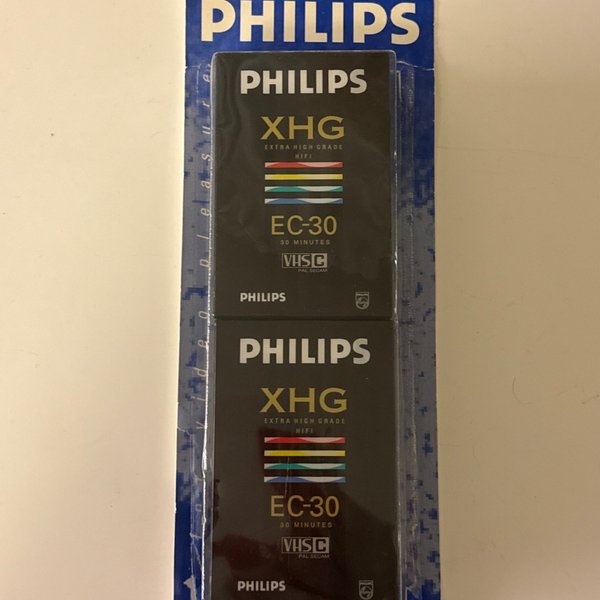 PHILIPS
PHILIPS
XHG
EXTRA HIGH GRADE
HIFI
EC-30
30 MINUTES
VHS C
PAL SECAM
PHILIPS
PHILIPS
XHG
EXTRA HIGH GRADE
HIFI
EC-30
30 MINUTES
VHS C
PAL SECAM
PHILIPS